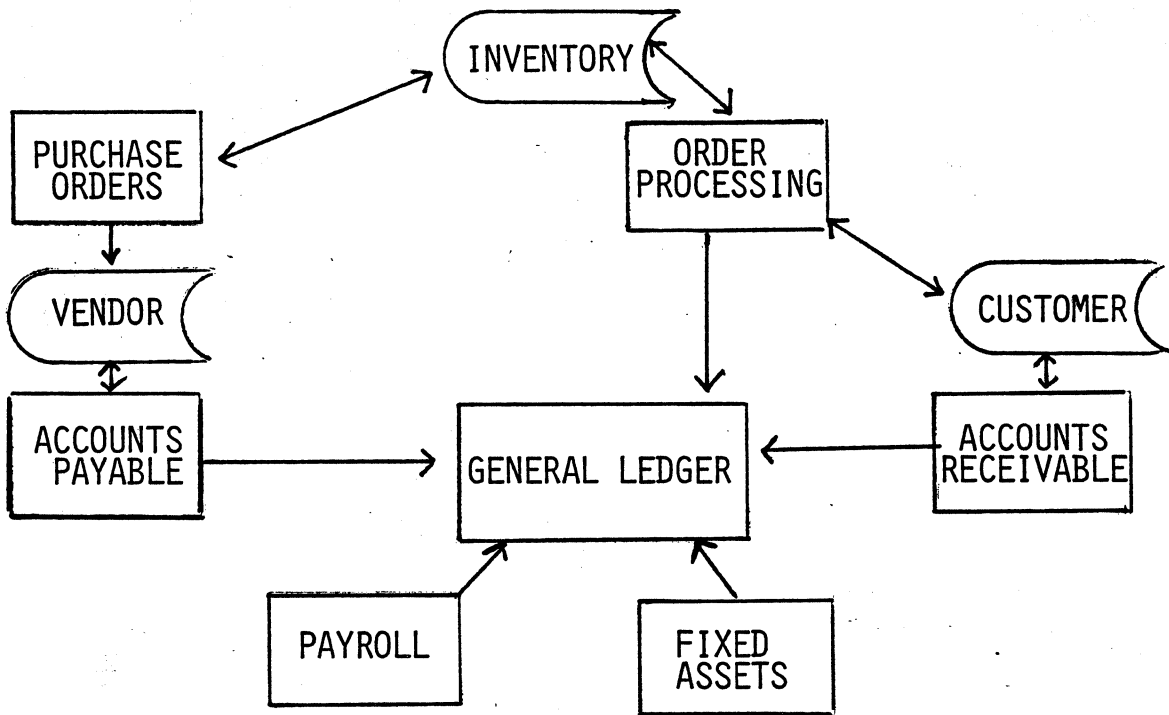 INVENTORY
PURCHASE
ORDERS
ORDER
PROCESSING
VENDOR
CUSTOMER
ACCOUNTS
PAYABLE
GENERAL LEDGER
ACCOUNTS
RECEIVABLE
PAYROLL
FIXED
ASSETS